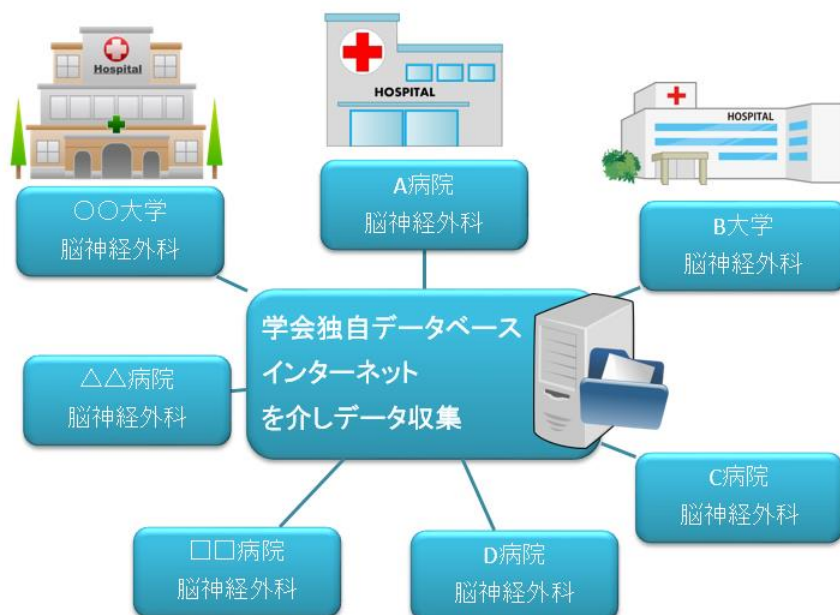 Hospital
HOSPITAL
HOSPITAL
○○大学
脳神経外科
A病院
脳神経外科
B大学
脳神経外科
学会独自データベース
インターネット
を介しデータ収集
△△病院
脳神経外科
C病院
脳神経外科
□□病院
脳神経外科
D病院
脳神経外科